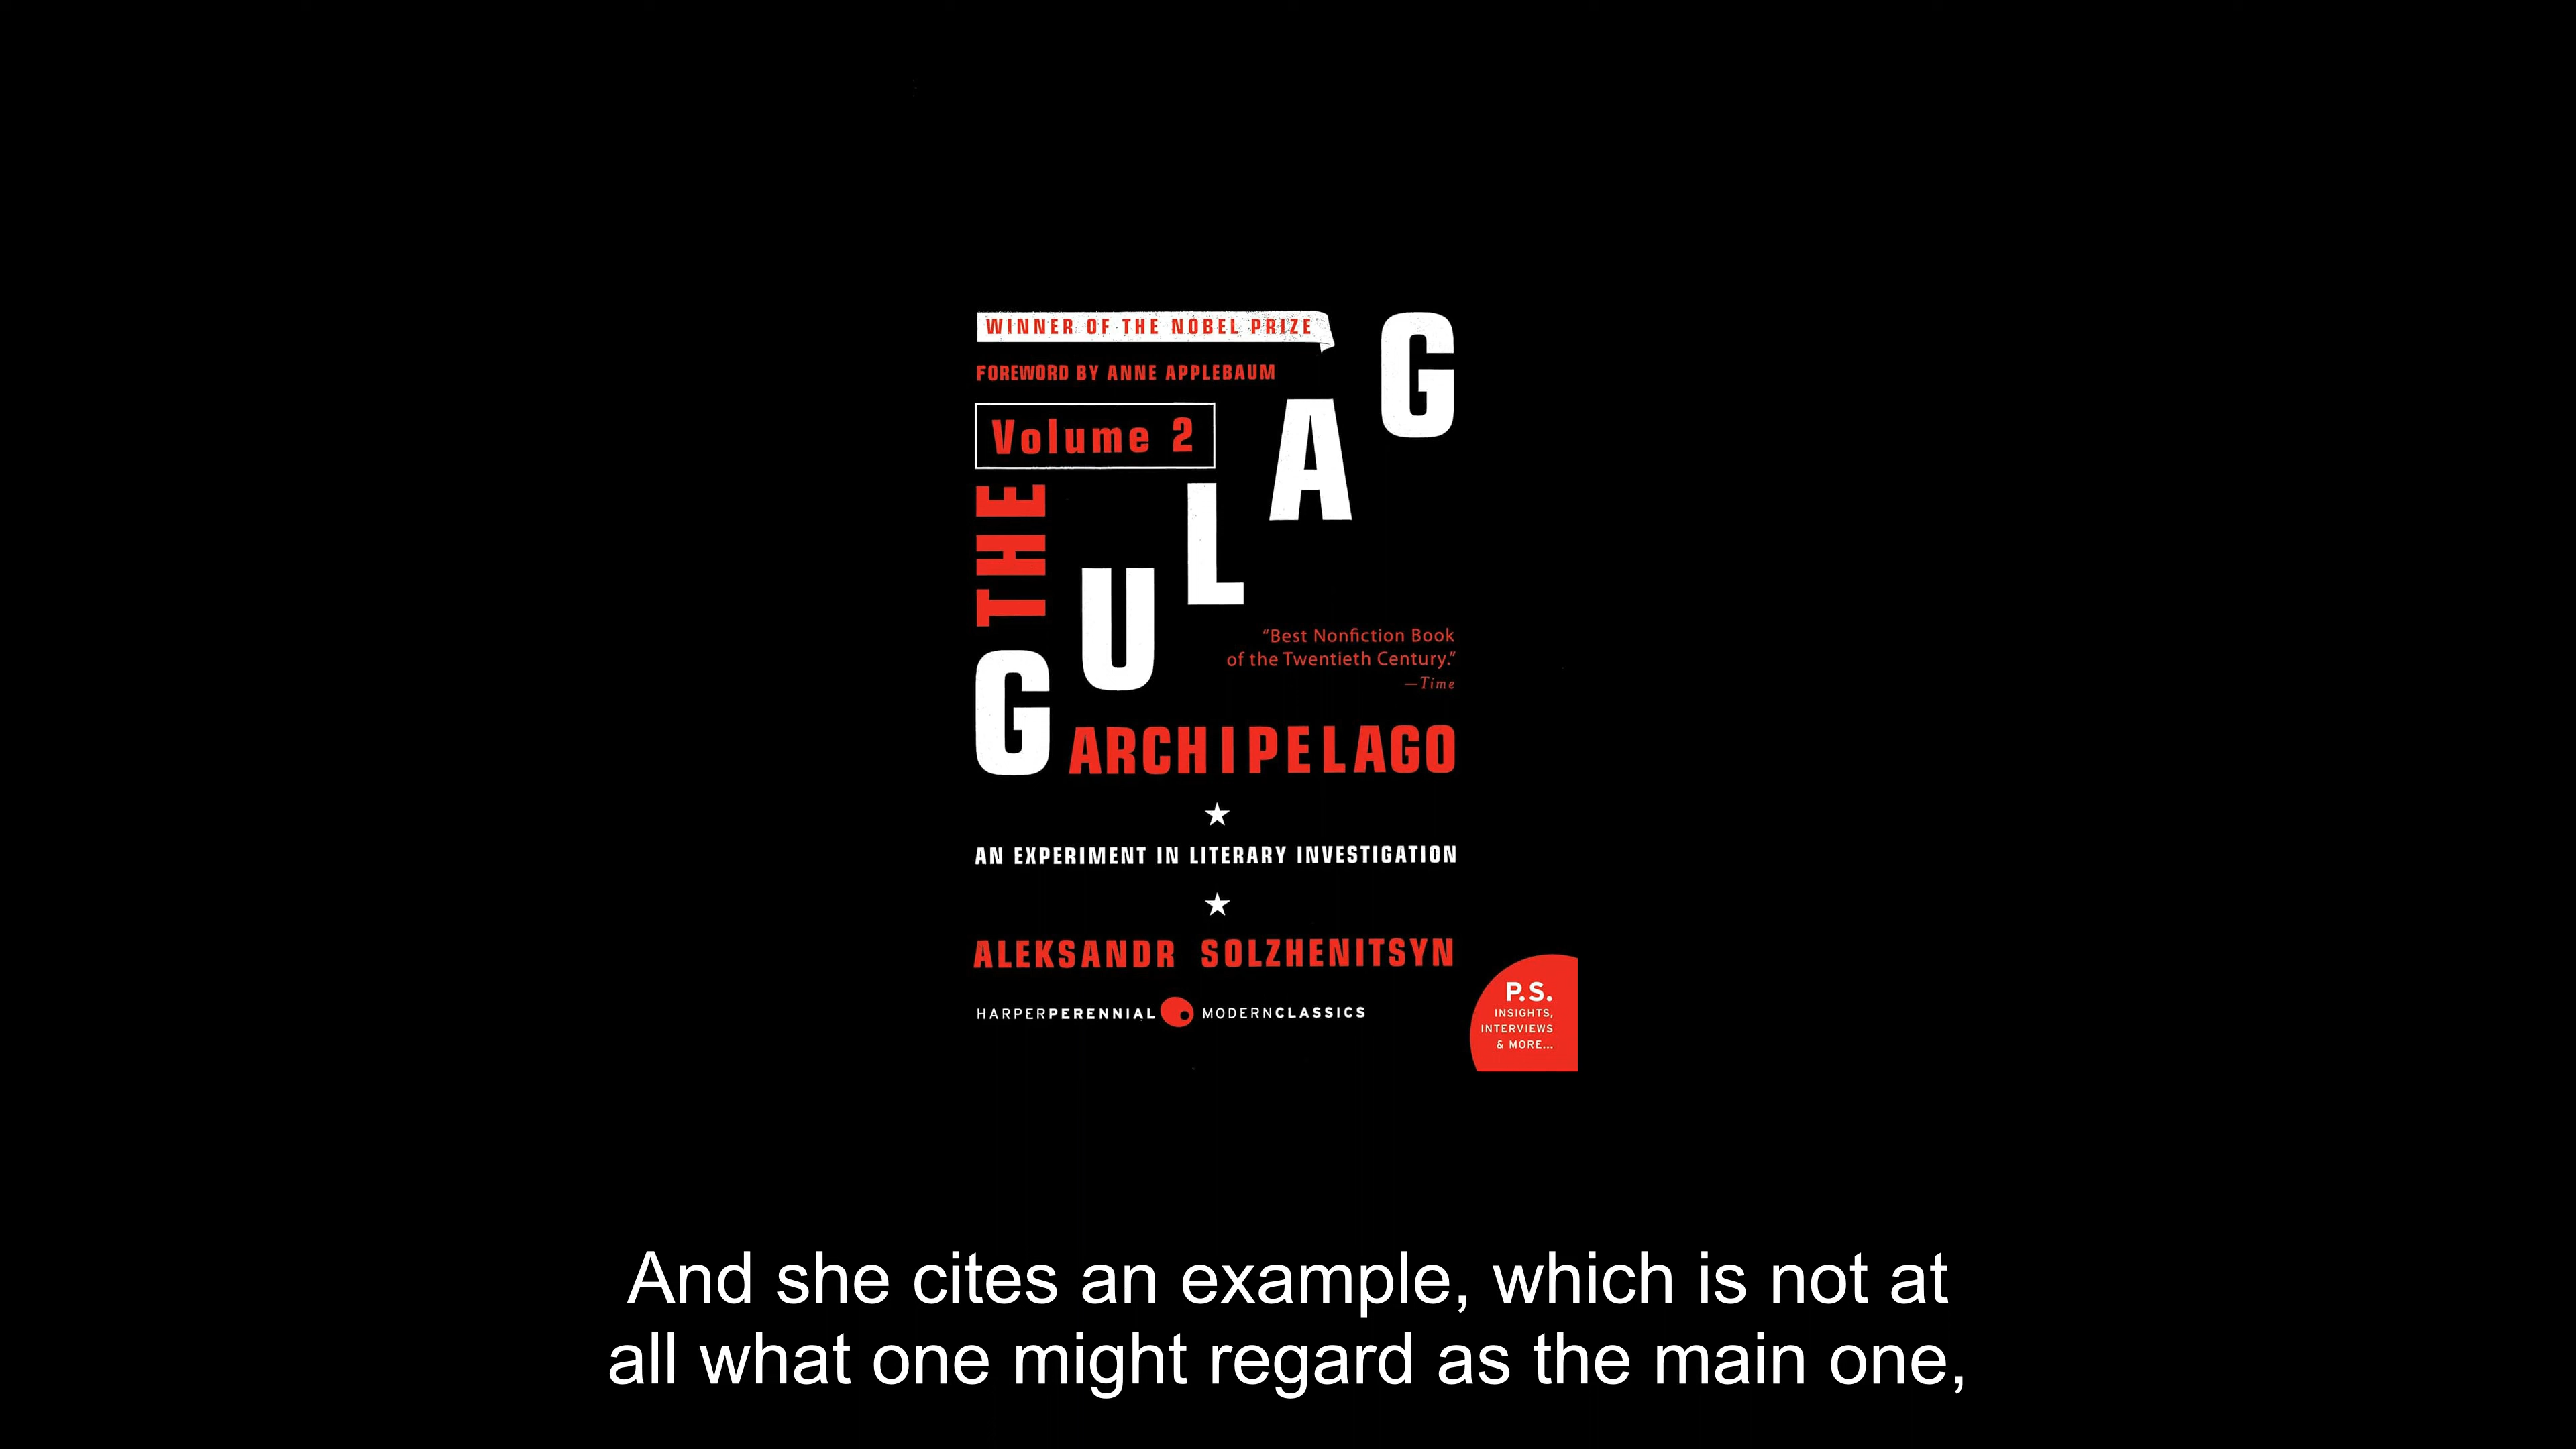 WINNER OF THE NOBEL PRIZE
FOREWORD BY ANNE APPLEBAUM
Volume 2
THE
GULAG
"Best Nonfiction Book
of the Twentieth Century."
—Time
ARCHIPELAGO
AN EXPERIMENT IN LITERARY INVESTIGATION
ALEKSANDR SOLZHENITSYN
HARPERPERENNIAL MODERNCLASSICS
P.S.
INSIGHTS,
INTERVIEWS
& MORE...
And she cites an example, which is not at
all what one might regard as the main one,